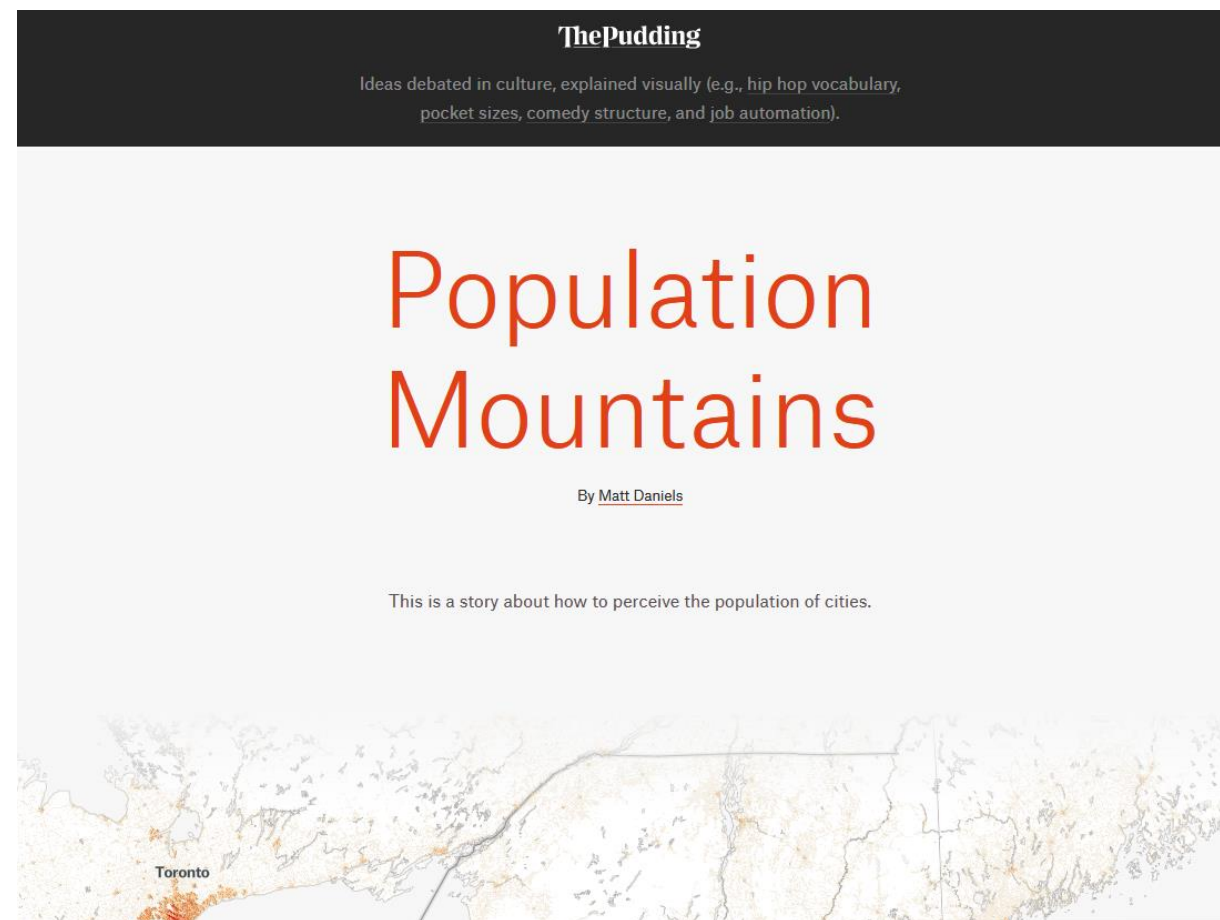 ThePudding
Ideas debated in culture, explained visually (e.g., hip hop vocabulary,
pocket sizes, comedy structure, and job automation).
Population
Mountains
By Matt Daniels
This is a story about how to perceive the population of cities.
Toronto